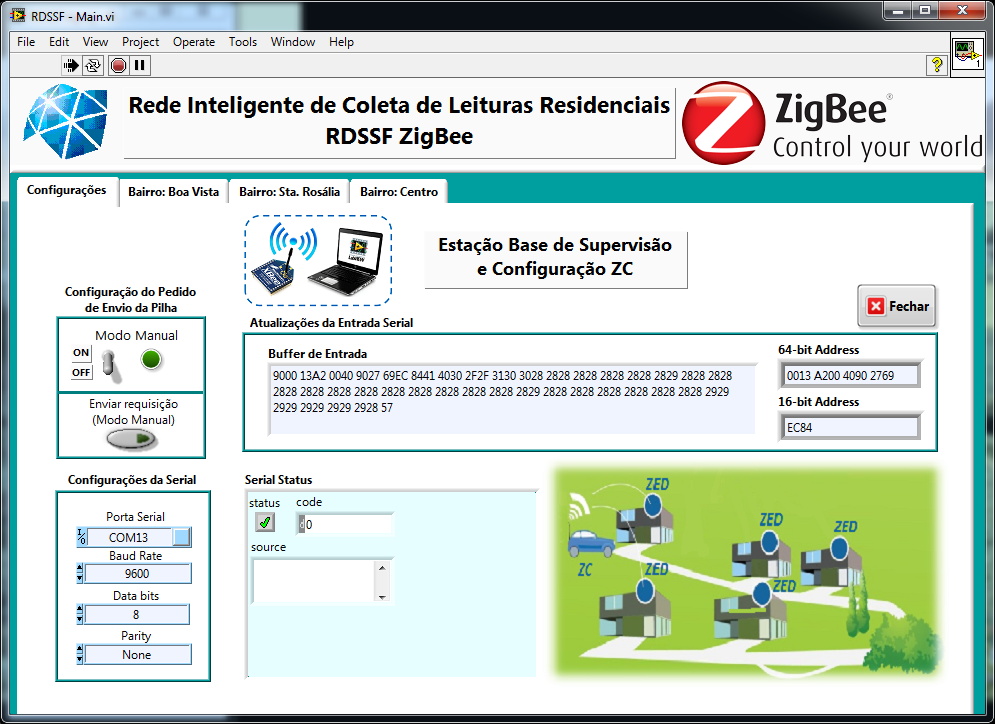 RDSSF - Main.vi
File Edit View Project Operate Tools Window Help
1
Rede Inteligente de Coleta de Leituras Residenciais
RDSSF ZigBee
ZigBee®
Control your world
Configurações Bairro: Boa Vista Bairro: Sta. Rosália Bairro: Centro
LabVIEW
Estação Base de Supervisão
e Configuração ZC
Configuração do Pedido
de Envio da Pilha
Modo Manual
ON
OFF
Enviar requisição
(Modo Manual)
Fechar
Atualizações da Entrada Serial
Buffer de Entrada
9000 13A2 0040 9027 69EC 8441 4030 2F2F 3130 3028 2828 2828 2828 2828 2829 2828 2828
2828 2828 2828 2828 2828 2828 2828 2828 2828 2829 2828 2828 2828 2828 2828 2828 2929
2929 2929 2929 2928 57
64-bit Address
0013 A200 4090 2769
16-bit Address
EC84
Configurações da Serial
Porta Serial
I/O COM13
Baud Rate
9600
Data bits
8
Parity
None
Serial Status
status code
d0
source
ZED
ZC
ZED
ZED
ZED
ZED